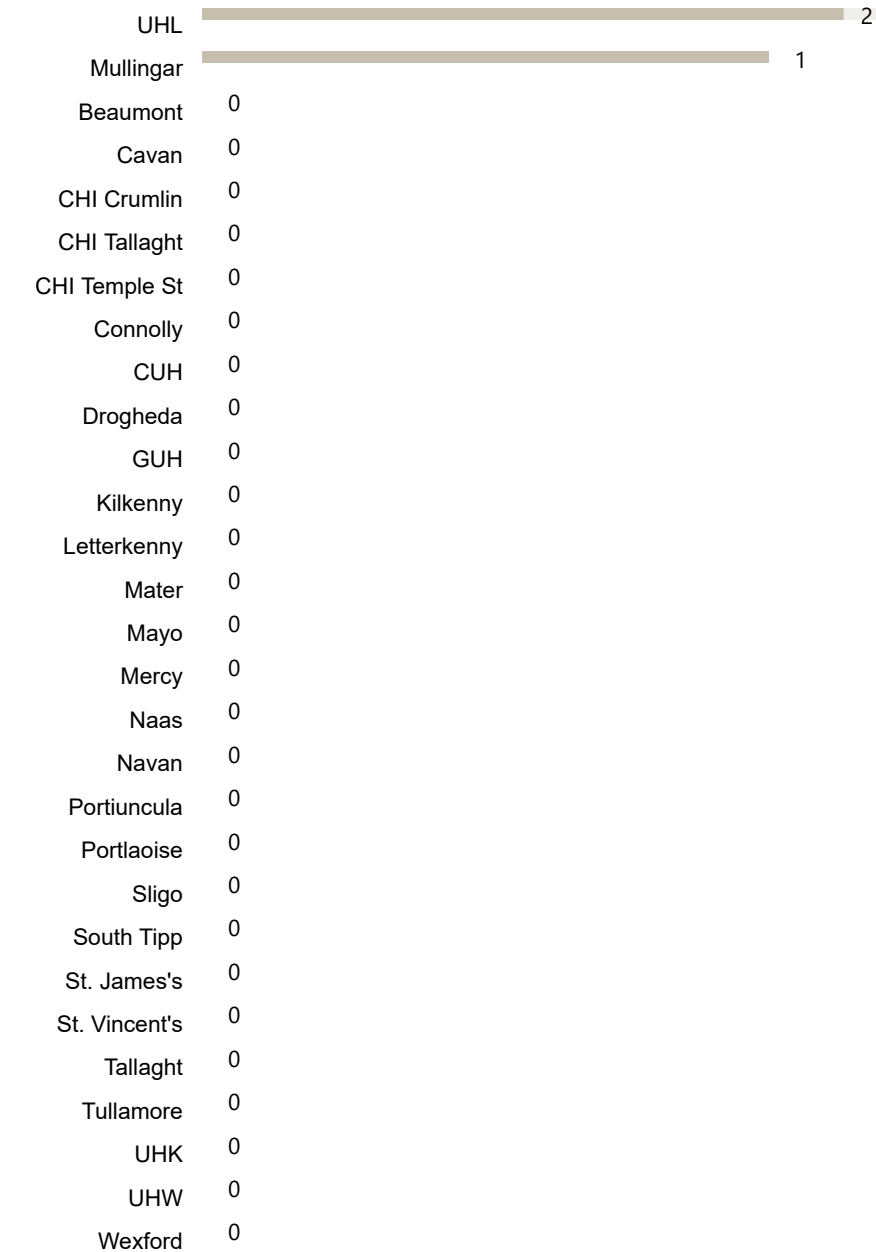 UHL 2
Mullingar 1
Beaumont 0
Cavan 0
CHI Crumlin 0
CHI Tallaght 0
CHI Temple St 0
Connolly 0
CUH 0
Drogheda 0
GUH 0
Kilkenny 0
Letterkenny 0
Mater 0
Mayo 0
Mercy 0
Naas 0
Navan 0
Portiuncula 0
Portlaoise 0
Sligo 0
South Tipp 0
St. James's 0
St. Vincent's 0
Tallaght 0
Tullamore 0
UHK 0
UHW 0
Wexford 0